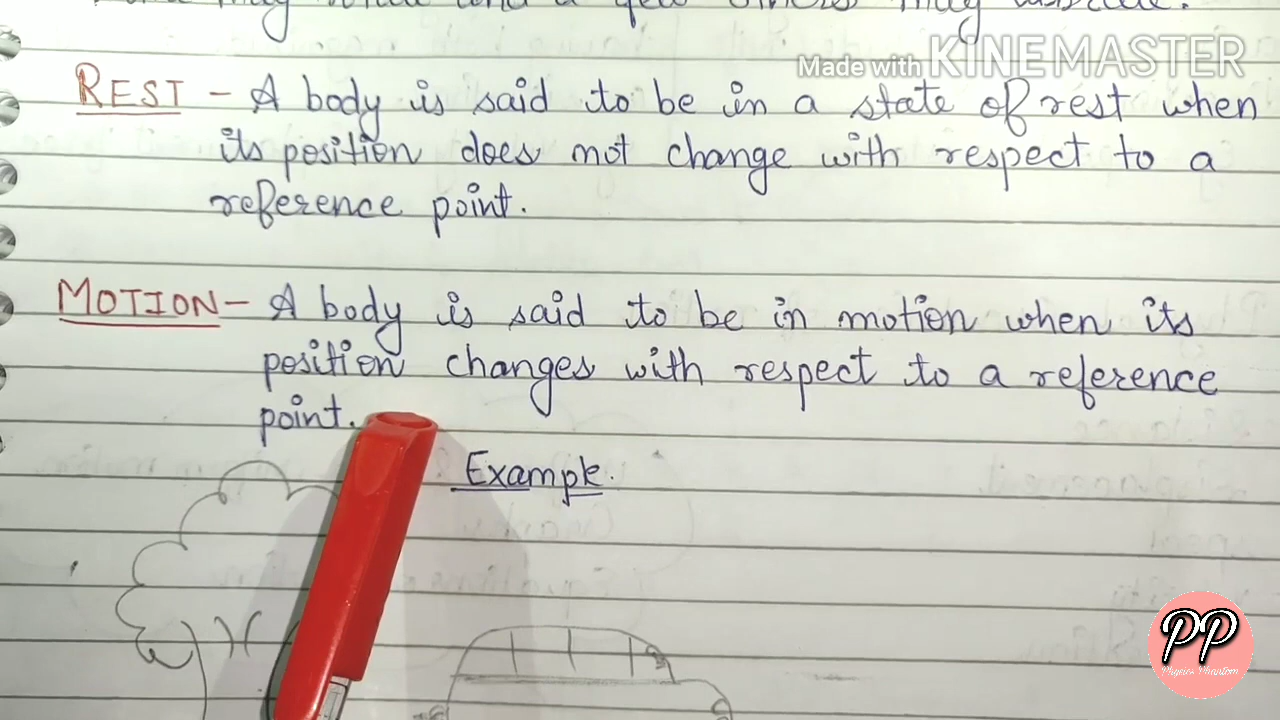 Made with KINEMASTER
REST - A body is said to be in a state of rest when
its position does not change with respect to a
reference point.
MOTION - A body is said to be in motion when its
position changes with respect to a reference
point.
Example.
PP
Physics Phantom